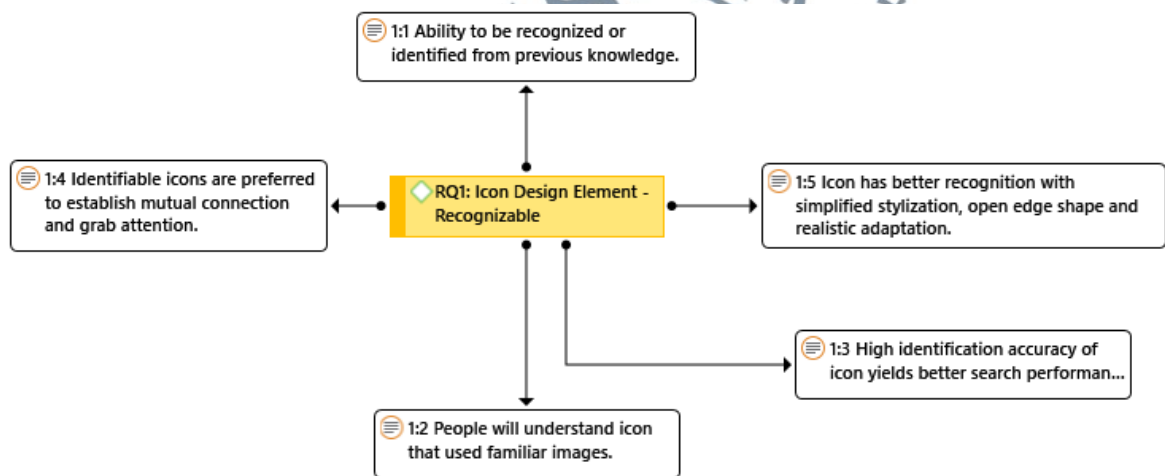 1:1 Ability to be recognized or
identified from previous knowledge.
1:4 Identifiable icons are preferred
to establish mutual connection
and grab attention.
RQ1: Icon Design Element -
Recognizable
1:5 Icon has better recognition with
simplified stylization, open edge shape and
realistic adaptation.
1:3 High identification accuracy of
icon yields better search performan...
1:2 People will understand icon
that used familiar images.